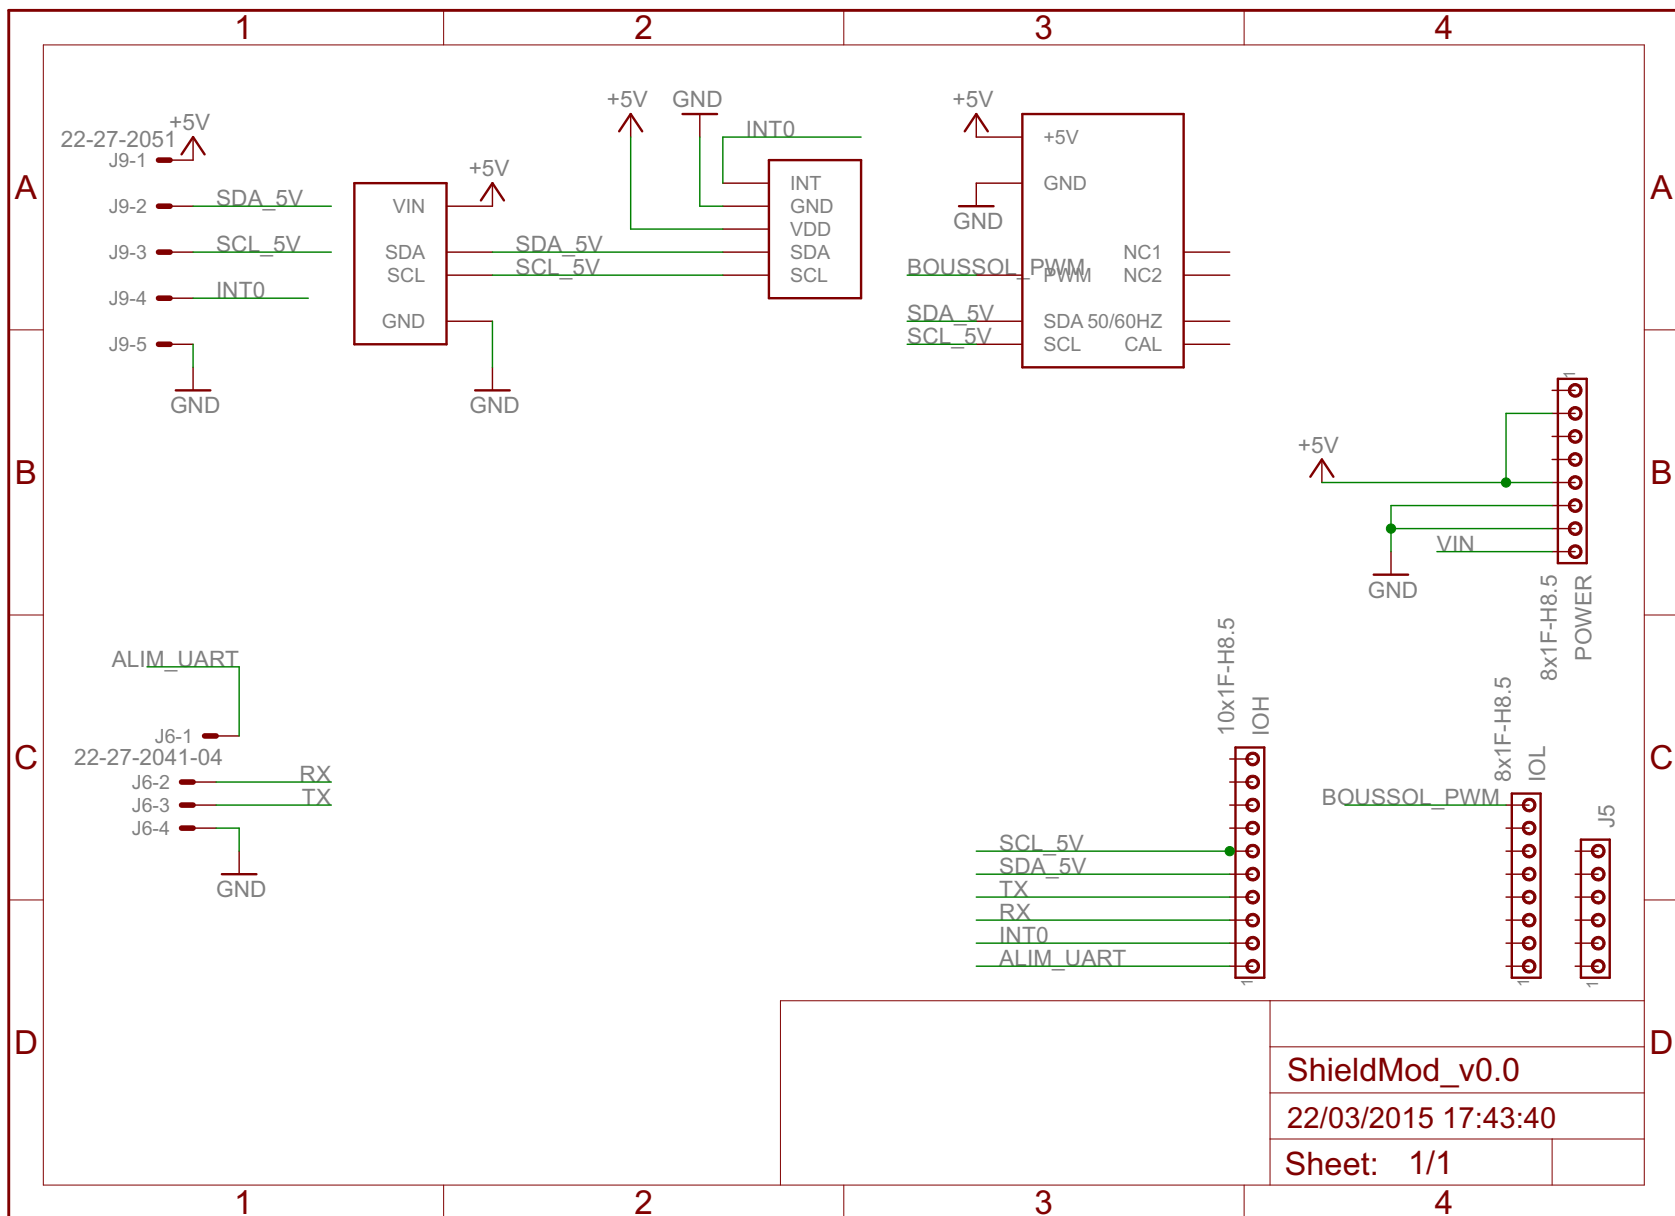 1 2 3 4
A A
B B
C C
D D
1 2 3 4
22-27-2051
+5V
J9-1
J9-2 SDA_5V
J9-3 SCL_5V
J9-4 INT0
J9-5
GND
VIN
SDA
SCL
GND
+5V
SDA_5V
SCL_5V
GND
+5V
GND
INT0
INT
GND
VDD
SDA
SCL
+5V
GND
BOUSSOL_PWM
SDA_5V
SCL_5V
+5V
GND
PWM
SDA 50/60HZ
SCL
NC1
NC2
CAL
+5V
GND
VIN
1
8x1F-H8.5
POWER
ALIM_UART
J6-1
22-27-2041-04
J6-2 RX
J6-3 TX
J6-4
GND
10x1F-H8.5
IOH
SCL_5V
SDA_5V
TX
RX
INT0
ALIM_UART
1
8x1F-H8.5
IOL
BOUSSOL_PWM
1
J5
1
ShieldMod_v0.0
22/03/2015 17:43:40
Sheet: 1/1